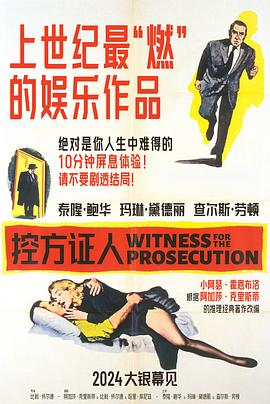 上世纪最“燃”
的娱乐作品
绝对是你人生中难得的
10分钟屏息体验！
请不要剧透结局！
泰隆·鲍华 玛琳·黛德丽 查尔斯·劳顿
控方证人 WITNESS FOR THE PROSECUTION
小阿瑟·霍恩布洛
根据 阿加莎·克里斯蒂
的推理经典著作改编
2024大银幕见